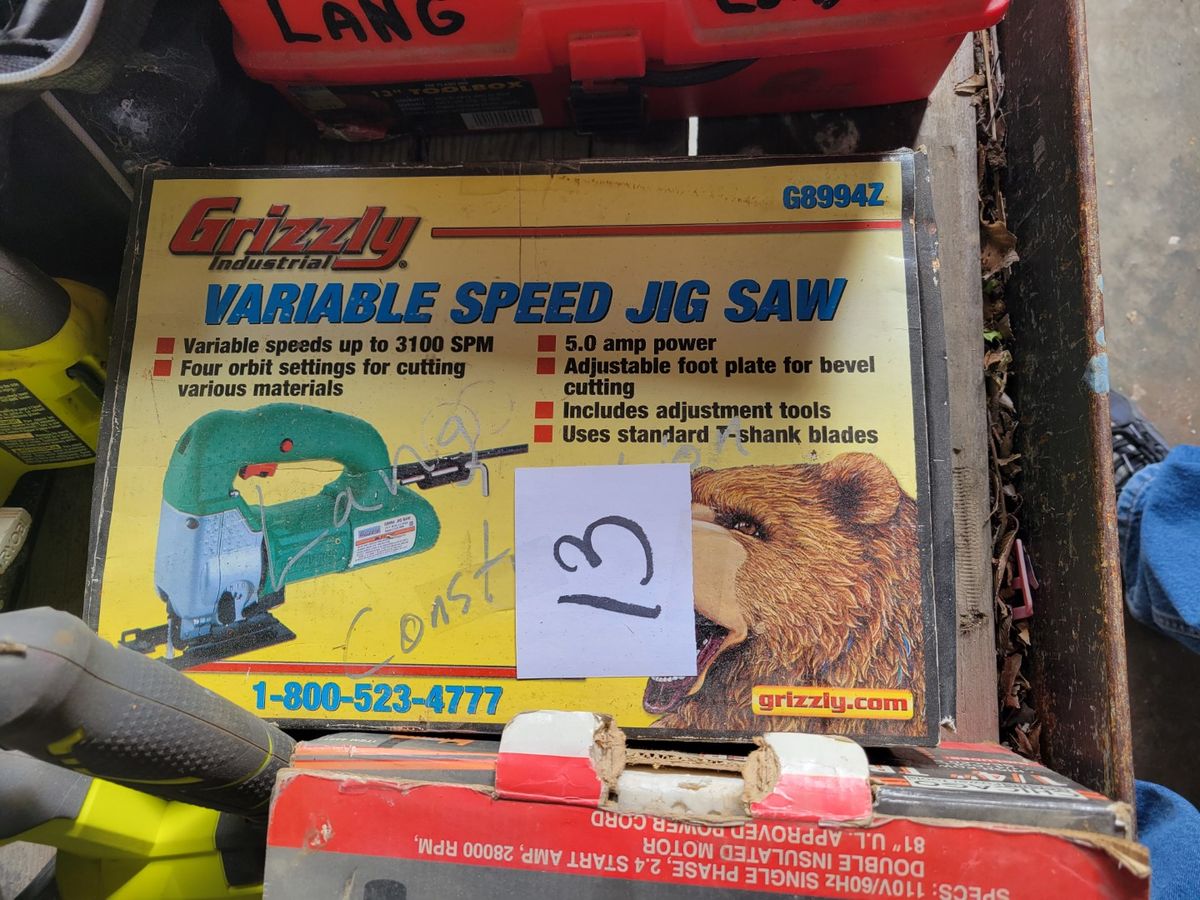 LANG
13" TOOLBOX
Grizzly
Industrial®
G8994Z
VARIABLE SPEED JIG SAW
Variable speeds up to 3100 SPM
Four orbit settings for cutting
various materials
5.0 amp power
Adjustable foot plate for bevel
cutting
Includes adjustment tools
Uses standard T-shank blades
Lang
Const
13
1-800-523-4777
grizzly.com
CHICAGO
1/4"
SPECS: 110V/60Hz SINGLE PHASE, 2.4 START AMP, 28000 RPM,
DOUBLE INSULATED MOTOR
81" U.L. APPROVED POWER CORD